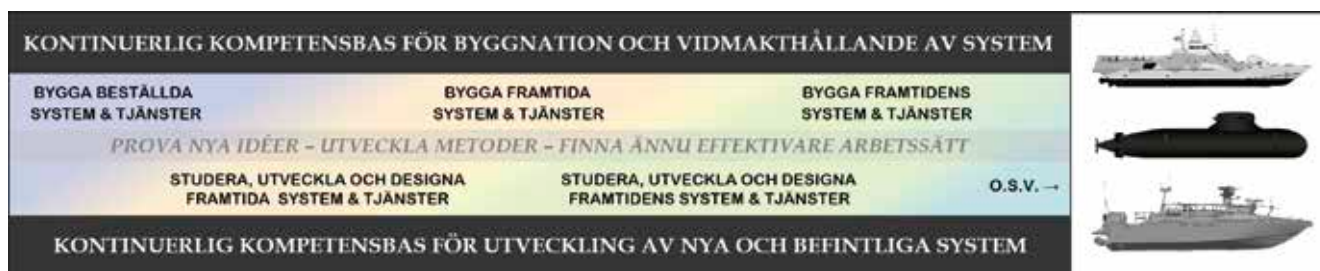 KONTINUERLIG KOMPETENSBAS FÖR BYGGNATION OCH VIDMAKTHÅLLANDE AV SYSTEM
BYGGA BESTÄLLDA
SYSTEM & TJÄNSTER
BYGGA FRAMTIDA
SYSTEM & TJÄNSTER
BYGGA FRAMTIDENS
SYSTEM & TJÄNSTER
PROVA NYA IDÉER – UTVECKLA METODER – FINNA ÄNNU EFFEKTIVARE ARBETSSÄTT
STUDERA, UTVECKLA OCH DESIGNA
FRAMTIDA SYSTEM & TJÄNSTER
STUDERA, UTVECKLA OCH DESIGNA
FRAMTIDENS SYSTEM & TJÄNSTER
O.S.V. →
KONTINUERLIG KOMPETENSBAS FÖR UTVECKLING AV NYA OCH BEFINTLIGA SYSTEM